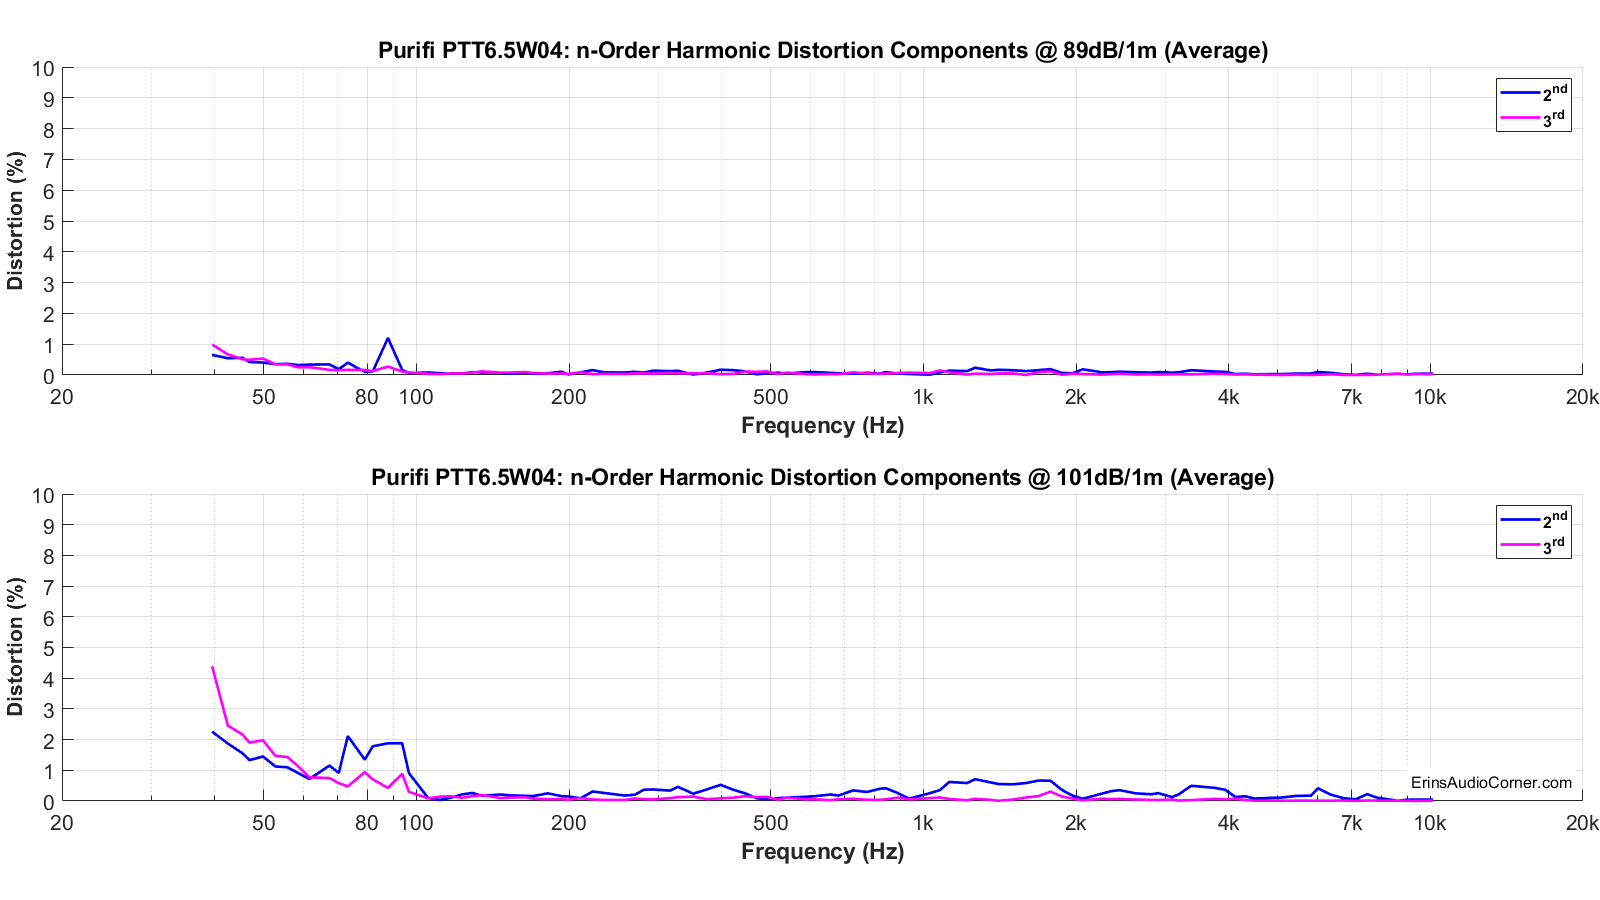 Purifi PTT6.5W04: n-Order Harmonic Distortion Components @ 89dB/1m (Average)
10
9
8
7
6
5
4
3
2
1
0
Distortion (%)
2nd
3rd
20 50 80 100 200 500 1k 2k 4k 7k 10k 20k
Frequency (Hz)
Purifi PTT6.5W04: n-Order Harmonic Distortion Components @ 101dB/1m (Average)
10
9
8
7
6
5
4
3
2
1
0
Distortion (%)
2nd
3rd
ErinsAudioCorner.com
20 50 80 100 200 500 1k 2k 4k 7k 10k 20k
Frequency (Hz)